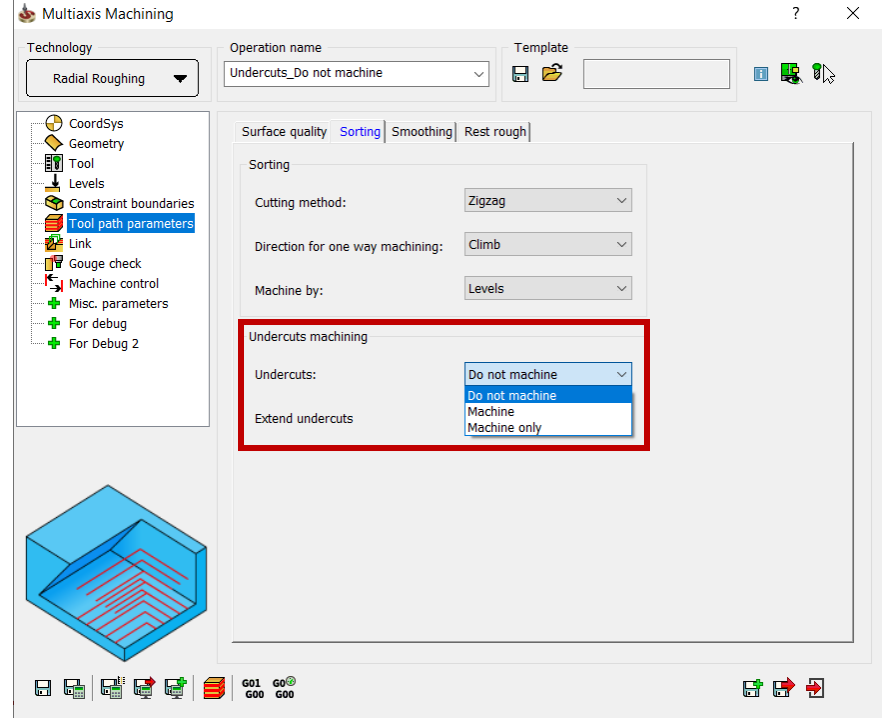 Multiaxis Machining
?
Technology
Radial Roughing
Operation name
Undercuts_Do not machine
Template
CoordSys
Geometry
Tool
Levels
Constraint boundaries
Tool path parameters
Link
Gouge check
Machine control
Misc. parameters
For debug
For Debug 2
Surface quality Sorting Smoothing Rest rough
Sorting
Cutting method: Zigzag
Direction for one way machining: Climb
Machine by: Levels
Undercuts machining
Undercuts: Do not machine
Do not machine
Machine
Machine only
Extend undercuts
G01 G0
G00 G00